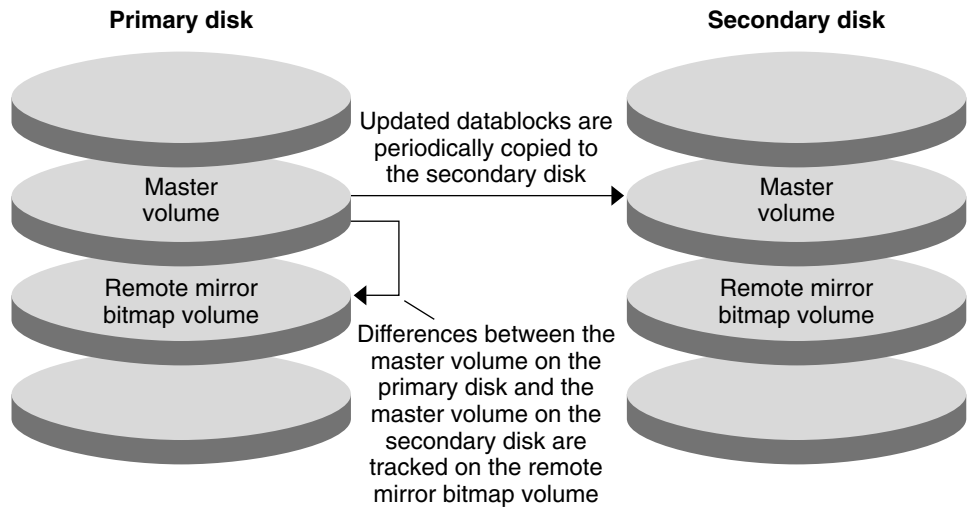 Primary disk
Secondary disk
Updated datablocks are
periodically copied to
the secondary disk
Master
volume
Master
volume
Remote mirror
bitmap volume
Remote mirror
bitmap volume
Differences between the
master volume on the
primary disk and the
master volume on the
secondary disk are
tracked on the remote
mirror bitmap volume